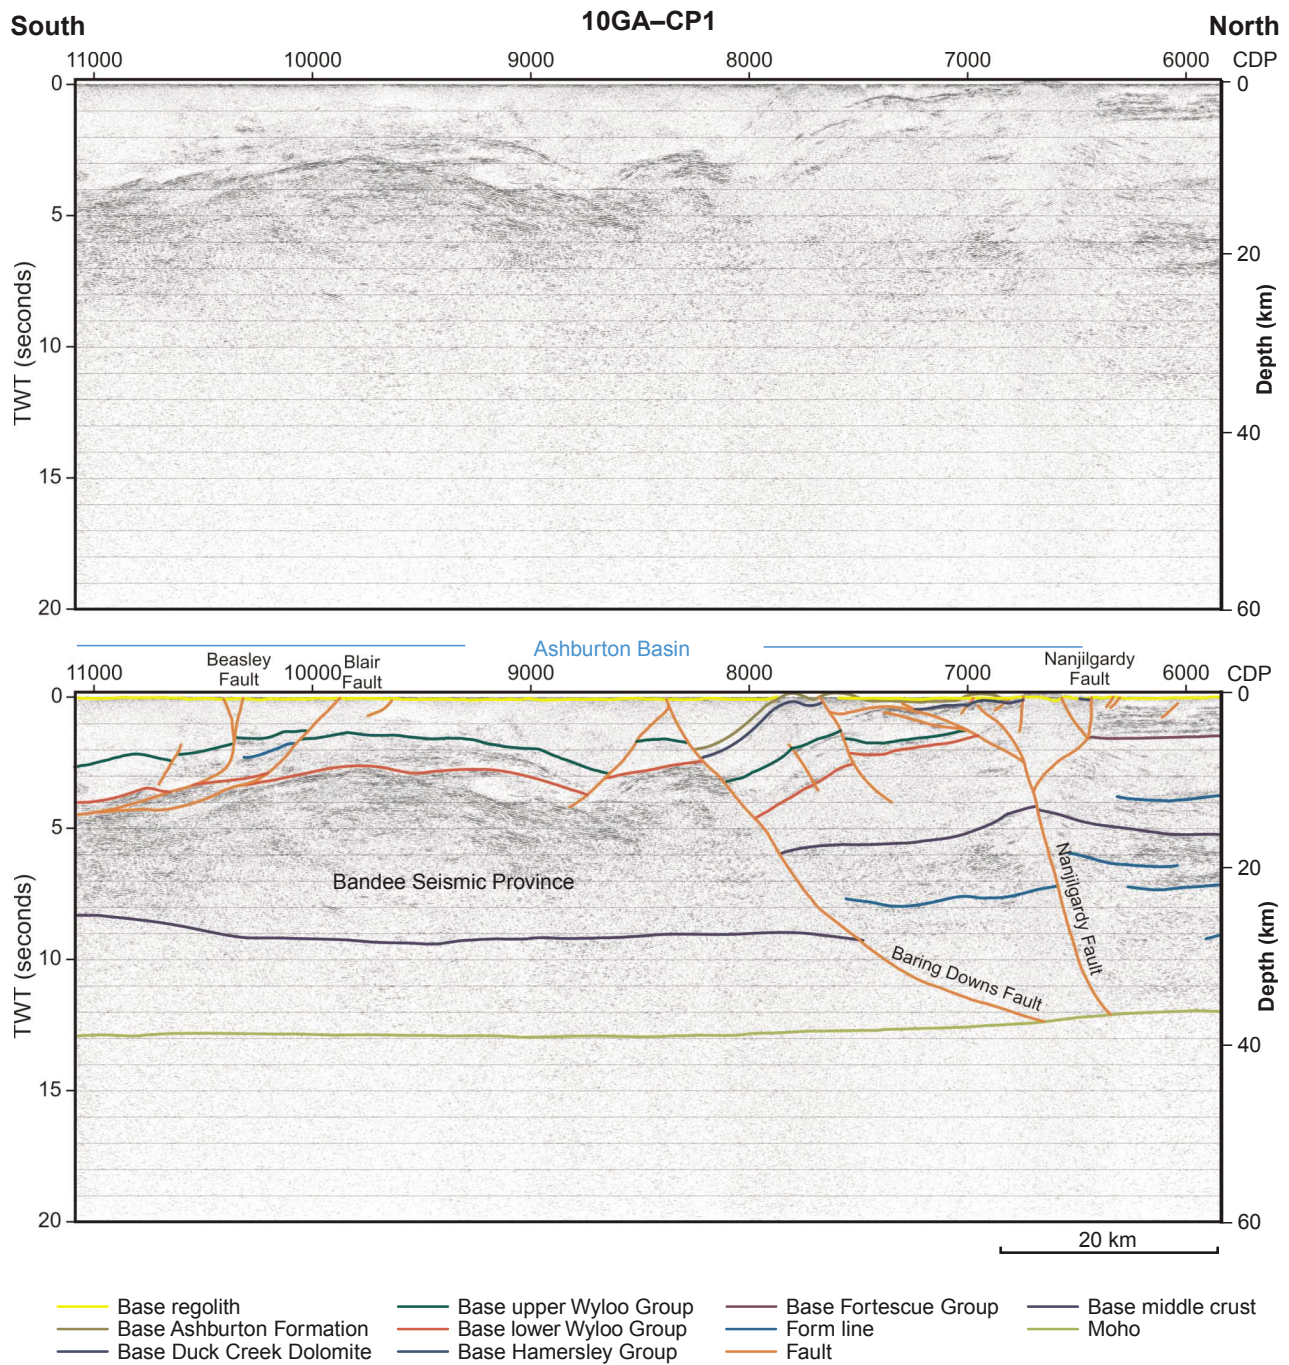 10GA–CP1
South
North
11000 10000 9000 8000 7000 6000 CDP
0
5
10
15
20
TWT (seconds)
0
20
40
60
Depth (km)
Ashburton Basin
Beasley Fault
Blair Fault
Nanjilgardy Fault
11000 10000 9000 8000 7000 6000 CDP
0
5
10
15
20
TWT (seconds)
0
20
40
60
Depth (km)
Bandee Seismic Province
Nanjilgardy Fault
Baring Downs Fault
20 km
Base regolith
Base Ashburton Formation
Base Duck Creek Dolomite
Base upper Wyloo Group
Base lower Wyloo Group
Base Hamersley Group
Base Fortescue Group
Form line
Fault
Base middle crust
Moho